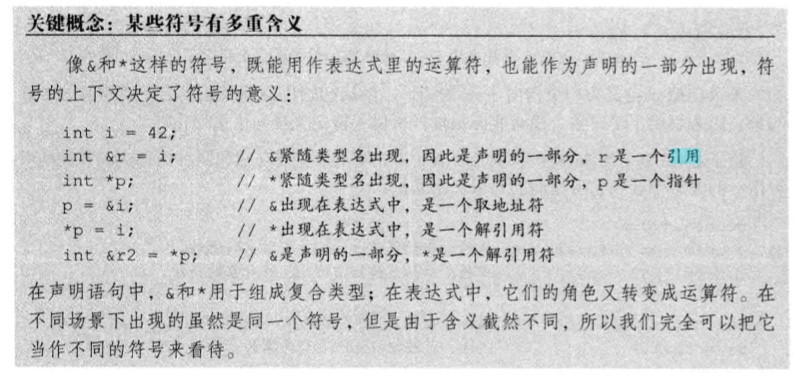 关键概念：某些符号有多重含义
像&和*这样的符号，既能用作表达式里的运算符，也能作为声明的一部分出现，符
号的上下文决定了符号的意义：
int i = 42;
int &r = i; // &紧随类型名出现，因此是声明的一部分，r 是一个引用
int *p; // *紧随类型名出现，因此是声明的一部分，p 是一个指针
p = &i; // &出现在表达式中，是一个取地址符
*p = i; // *出现在表达式中，是一个解引用符
int &r2 = *p; // &是声明的一部分，*是一个解引用符
在声明语句中，&和*用于组成复合类型；在表达式中，它们的角色又转变成运算符。在
不同场景下出现的虽然是同一个符号，但是由于含义截然不同，所以我们完全可以把它
当作不同的符号来看待。